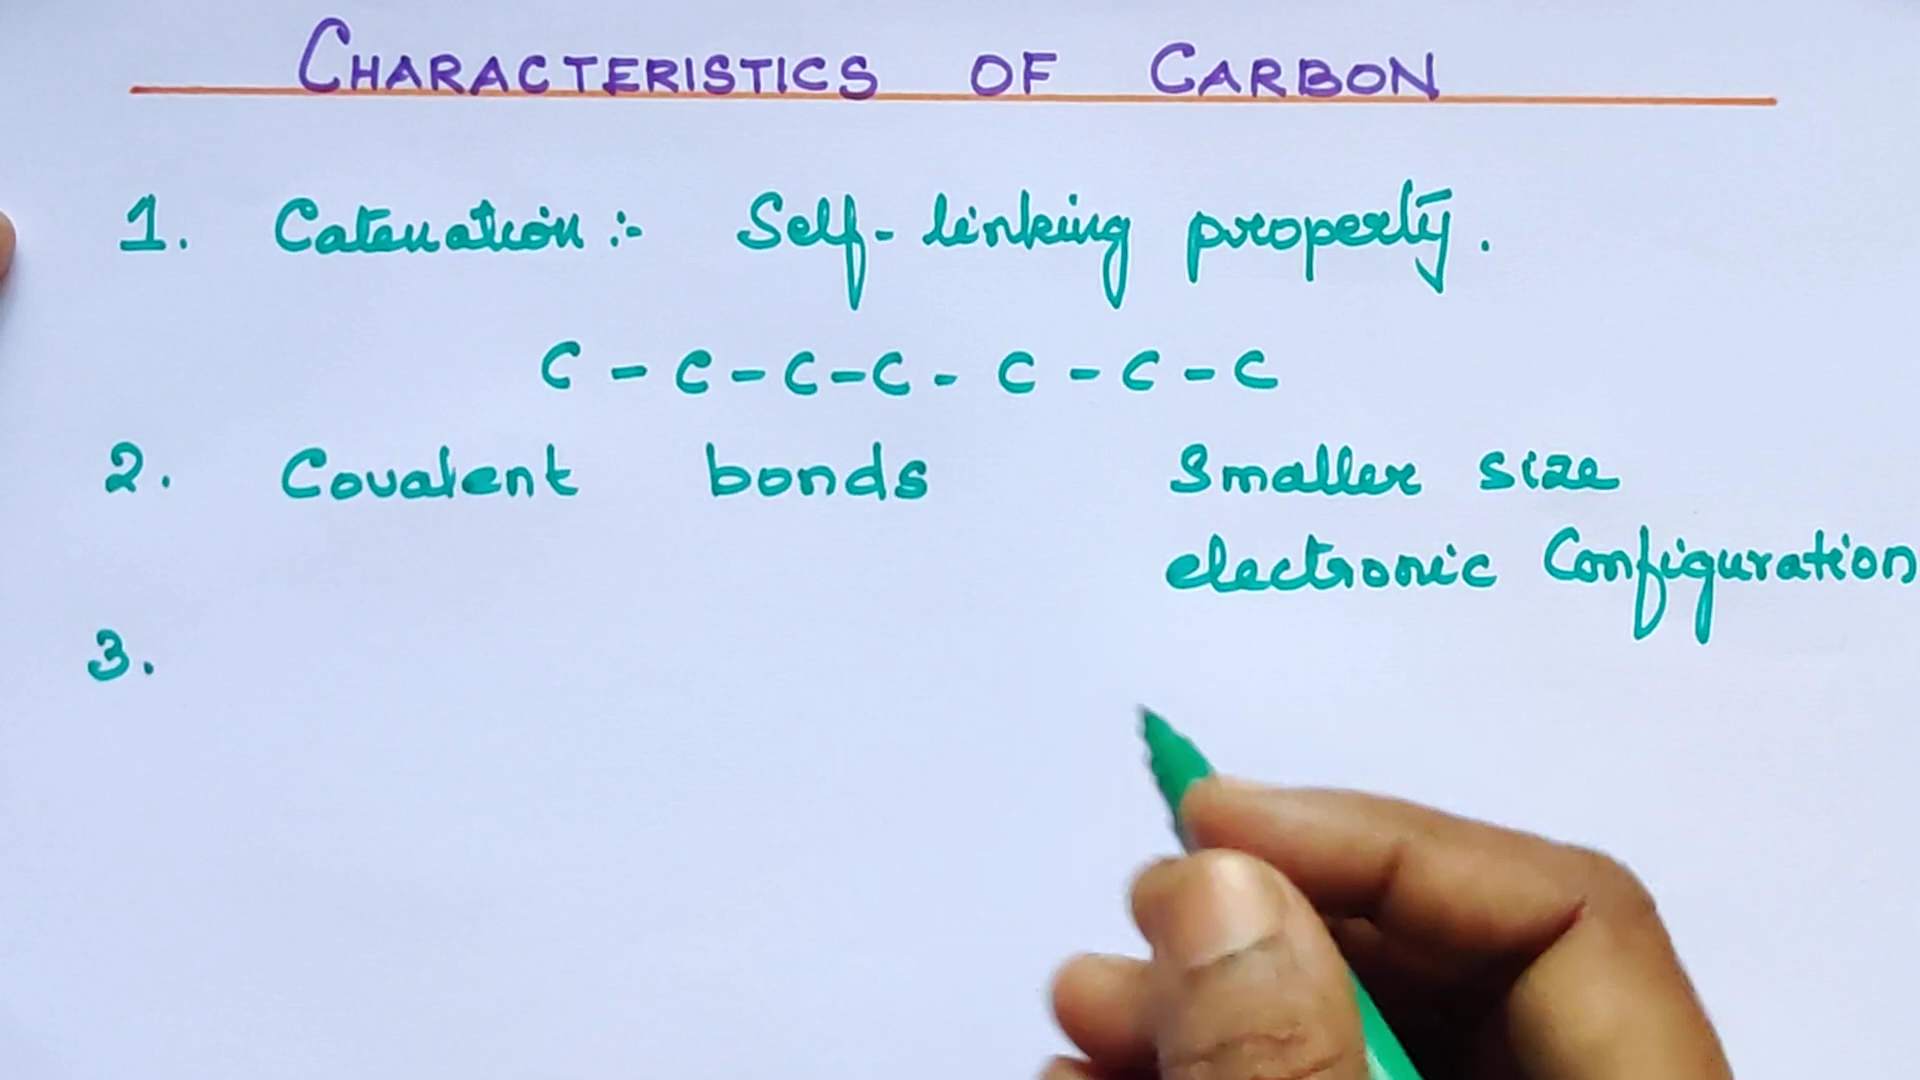 CHARACTERISTICS OF CARBON
1. Catenation :- Self-linking property.
C - C - C - C - C - C - C
2. Covalent bonds Smaller size
electronic Configuration
3.